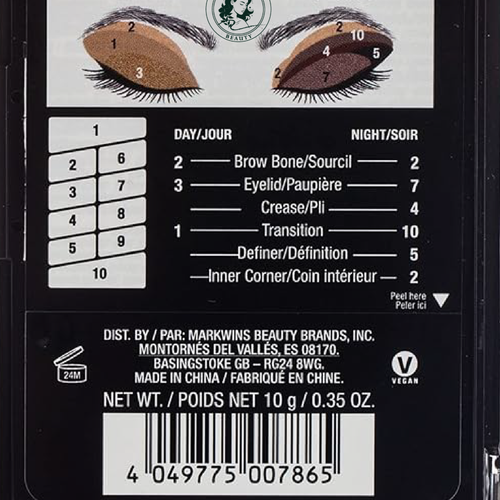 BEAUTY
2
1
3
2
10
4
5
2
7
1
2 6
3 7
4 8
5 9
10
DAY/JOUR NIGHT/SOIR
2 Brow Bone/Sourcil 2
3 Eyelid/Paupière 7
Crease/Pli 4
1 Transition 10
Definer/Définition 5
Inner Corner/Coin intérieur 2
Peel here
Peler ici
DIST. BY / PAR: MARKWINS BEAUTY BRANDS, INC.
MONTORNÉS DEL VALLÉS, ES 08170.
BASINGSTOKE GB – RG24 8WG.
MADE IN CHINA / FABRIQUÉ EN CHINE.
24M
V
VEGAN
NET WT. / POIDS NET 10 g / 0.35 OZ.
4 049775 007865